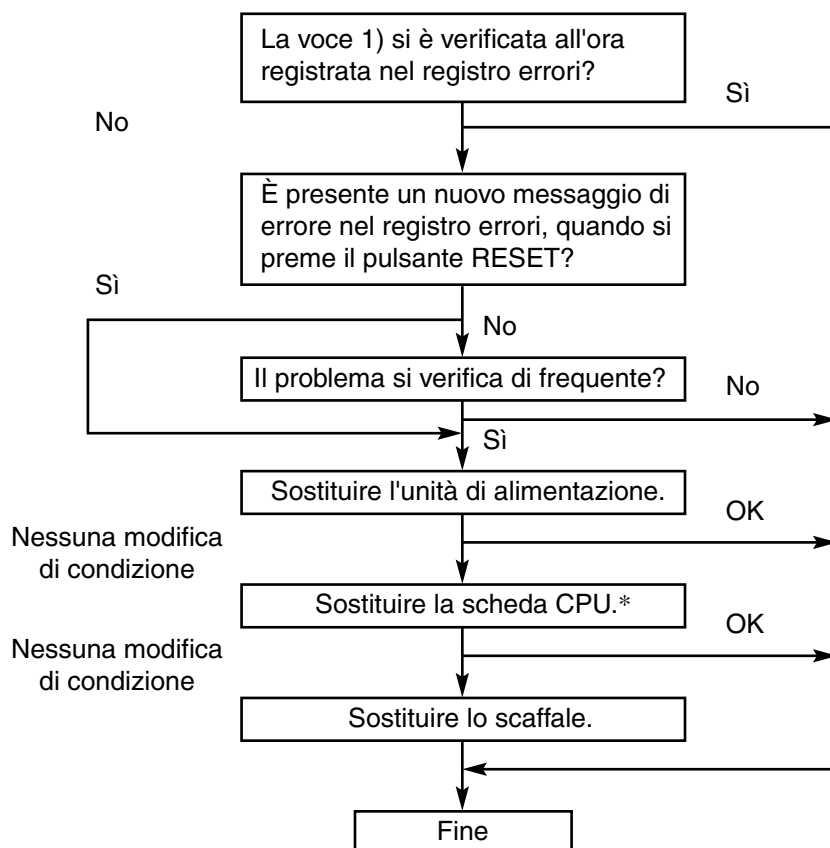 La voce 1) si è verificata all'ora
registrata nel registro errori?
Sì
No
È presente un nuovo messaggio di
errore nel registro errori, quando si
preme il pulsante RESET?
Sì
No
Il problema si verifica di frequente?
No
Sì
Sostituire l'unità di alimentazione.
OK
Nessuna modifica
di condizione
Sostituire la scheda CPU.*
OK
Nessuna modifica
di condizione
Sostituire lo scaffale.
Fine